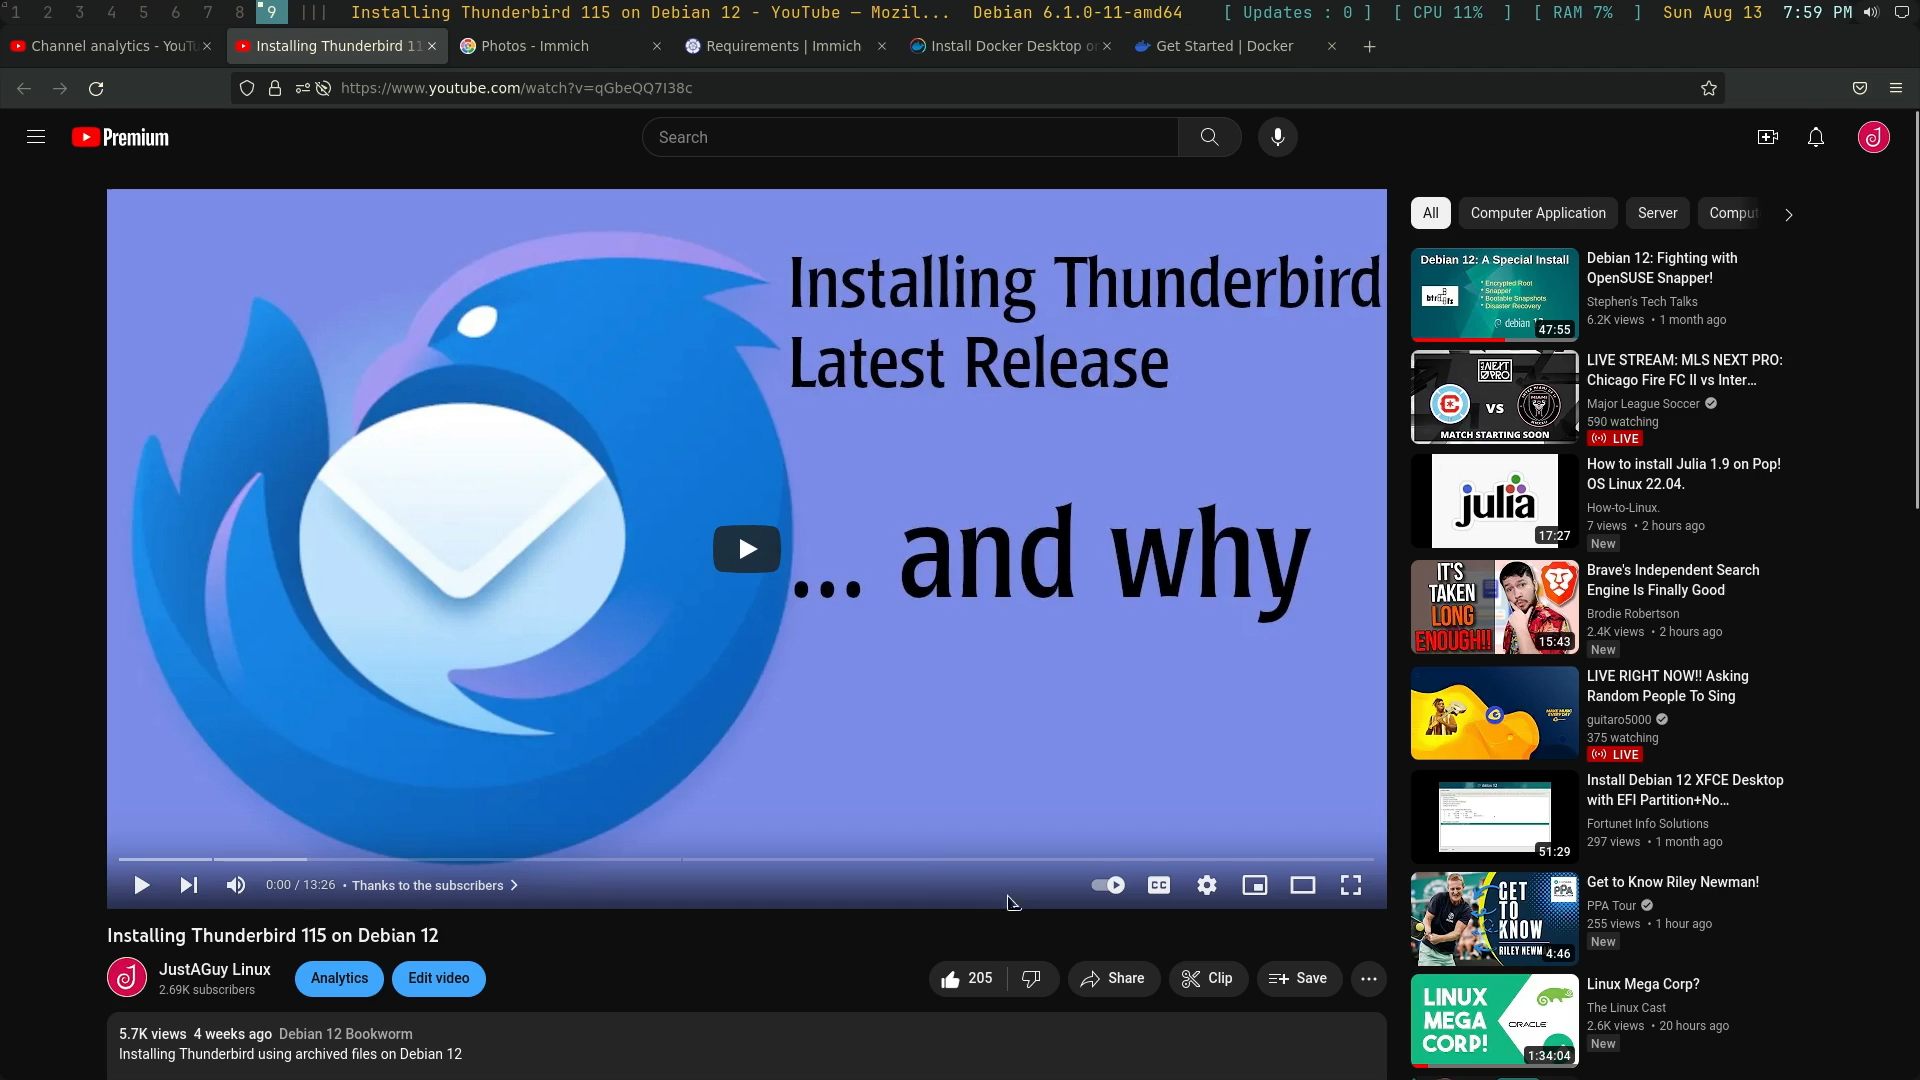 1 2 3 4 5 6 7 8 9 ||| Installing Thunderbird 115 on Debian 12 - YouTube — Mozil... Debian 6.1.0-11-amd64 [ Updates : 0 ] [ CPU 11% ] [ RAM 7% ] Sun Aug 13 7:59 PM
Channel analytics - YouTu Installing Thunderbird 11 Photos - Immich Requirements | Immich Install Docker Desktop o Get Started | Docker
https://www.youtube.com/watch?v=qGbeQQ7I38c
Premium
Search
Installing Thunderbird
Latest Release
... and why
0:00 / 13:26 • Thanks to the subscribers
CC
Installing Thunderbird 115 on Debian 12
JustAGuy Linux
2.69K subscribers
Analytics
Edit video
205
Share
Clip
Save
5.7K views 4 weeks ago Debian 12 Bookworm
Installing Thunderbird using archived files on Debian 12
All Computer Application Server Comput
Debian 12: A Special Install
• Encrypted Root
• Snapper
• Bootable Snapshots
• Disaster Recovery
debian
47:55
Debian 12: Fighting with
OpenSUSE Snapper!
Stephen's Tech Talks
6.2K views • 1 month ago
NEXT
PRO
VS
MATCH STARTING SOON
LIVE STREAM: MLS NEXT PRO:
Chicago Fire FC II vs Inter...
Major League Soccer
590 watching
LIVE
julia
17:27
How to install Julia 1.9 on Pop!
OS Linux 22.04.
How-to-Linux.
7 views • 2 hours ago
New
IT'S
TAKEN
LONG
ENOUGH!!
15:43
Brave's Independent Search
Engine Is Finally Good
Brodie Robertson
2.4K views • 2 hours ago
New
LIVE RIGHT NOW!! Asking
Random People To Sing
guitaro5000
375 watching
LIVE
51:29
Install Debian 12 XFCE Desktop
with EFI Partition+No...
Fortunet Info Solutions
297 views • 1 month ago
GET
TO
KNOW
RILEY NEWM
PPA
4:46
Get to Know Riley Newman!
PPA Tour
255 views • 1 hour ago
New
LINUX
MEGA
CORP!
ORACLE
1:34:04
Linux Mega Corp?
The Linux Cast
2.6K views • 20 hours ago
New